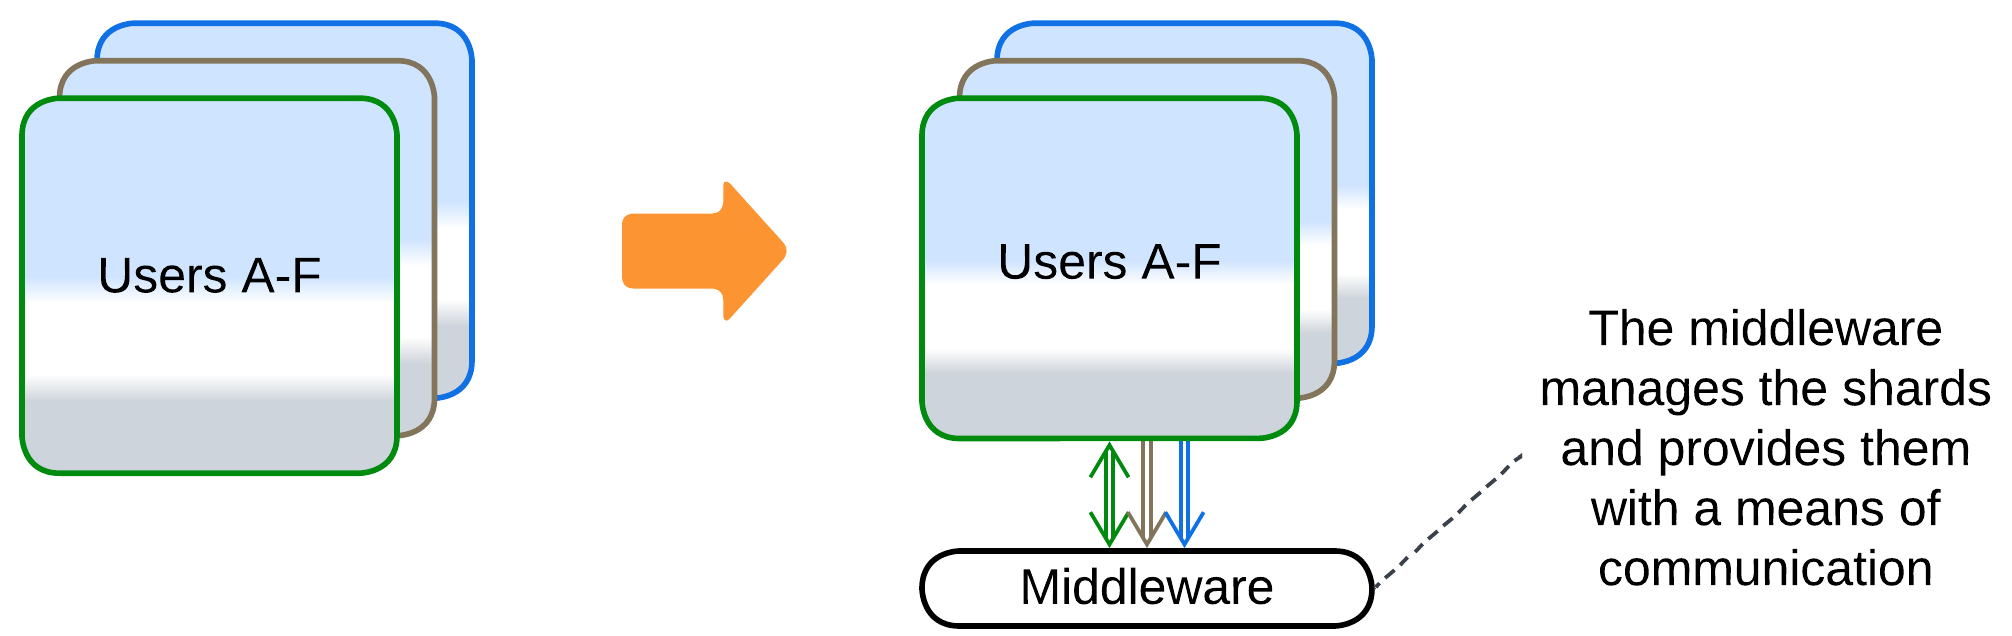 Users A-F
Users A-F
The middleware
manages the shards
and provides them
with a means of
communication
Middleware